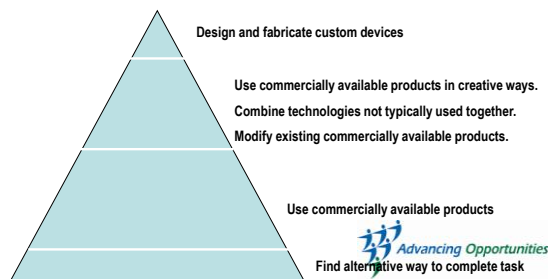 Design and fabricate custom devices
Use commercially available products in creative ways.
Combine technologies not typically used together.
Modify existing commercially available products.
Use commercially available products
Advancing Opportunities
Find alternative way to complete task